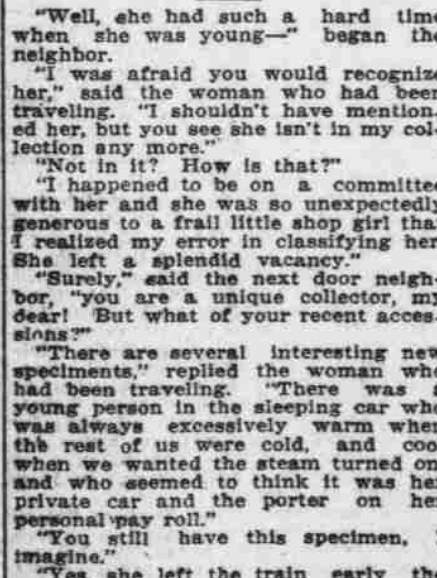 "Well, she had such a hard time
when she was young—" began the
neighbor.
"I was afraid you would recognize
her," said the woman who had been
traveling. "I shouldn't have mention-
ed her, but you see she isn't in my col-
lection any more."
"Not in it? How is that?"
"I happened to be on a committee
with her and she was so unexpectedly
generous to a frail little shop girl that
I realized my error in classifying her.
She left a splendid vacancy."
"Surely," said the next door neigh-
bor, "you are a unique collector, my
dear! But what of your recent acces-
sions?"
"There are several interesting new
speciments," replied the woman who
had been traveling. "There was a
young person in the sleeping car who
was always excessively warm when
the rest of us were cold, and cool
when we wanted the steam turned on
and who seemed to think it was her
private car and the porter on her
personal pay roll."
"You still have this specimen, I
imagine."
"Yes she left the train early the